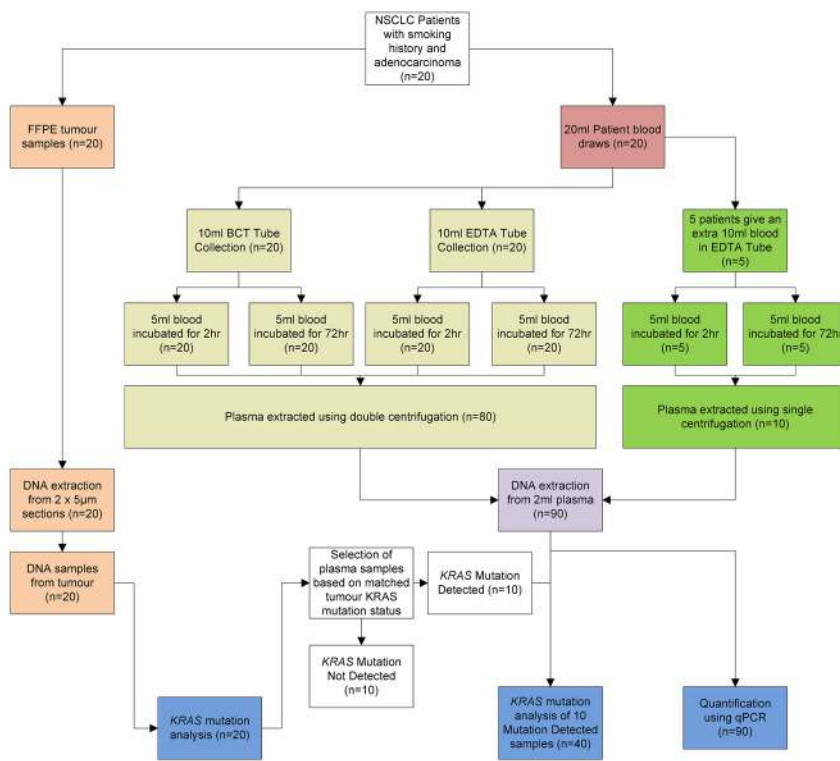 NSCLC Patients
with smoking
history and
adenocarcinoma
(n=20)
FFPE tumour
samples (n=20)
20ml Patient blood
draws (n=20)
10ml BCT Tube
Collection (n=20)
10ml EDTA Tube
Collection (n=20)
5 patients give an
extra 10ml blood
in EDTA Tube
(n=5)
5ml blood
incubated for 2hr
(n=20)
5ml blood
incubated for 72hr
(n=20)
5ml blood
incubated for 2hr
(n=20)
5ml blood
incubated for 72hr
(n=20)
5ml blood
incubated for 2hr
(n=5)
5ml blood
incubated for 72hr
(n=5)
Plasma extracted using double centrifugation (n=80)
Plasma extracted using single
centrifugation (n=10)
DNA extraction
from 2 x 5µm
sections (n=20)
DNA extraction
from 2ml plasma
(n=90)
DNA samples
from tumour
(n=20)
Selection of
plasma samples
based on matched
tumour KRAS
mutation status
KRAS Mutation
Detected (n=10)
KRAS Mutation
Not Detected
(n=10)
KRAS mutation
analysis (n=20)
KRAS mutation
analysis of 10
Mutation Detected
samples (n=40)
Quantification
using qPCR
(n=90)